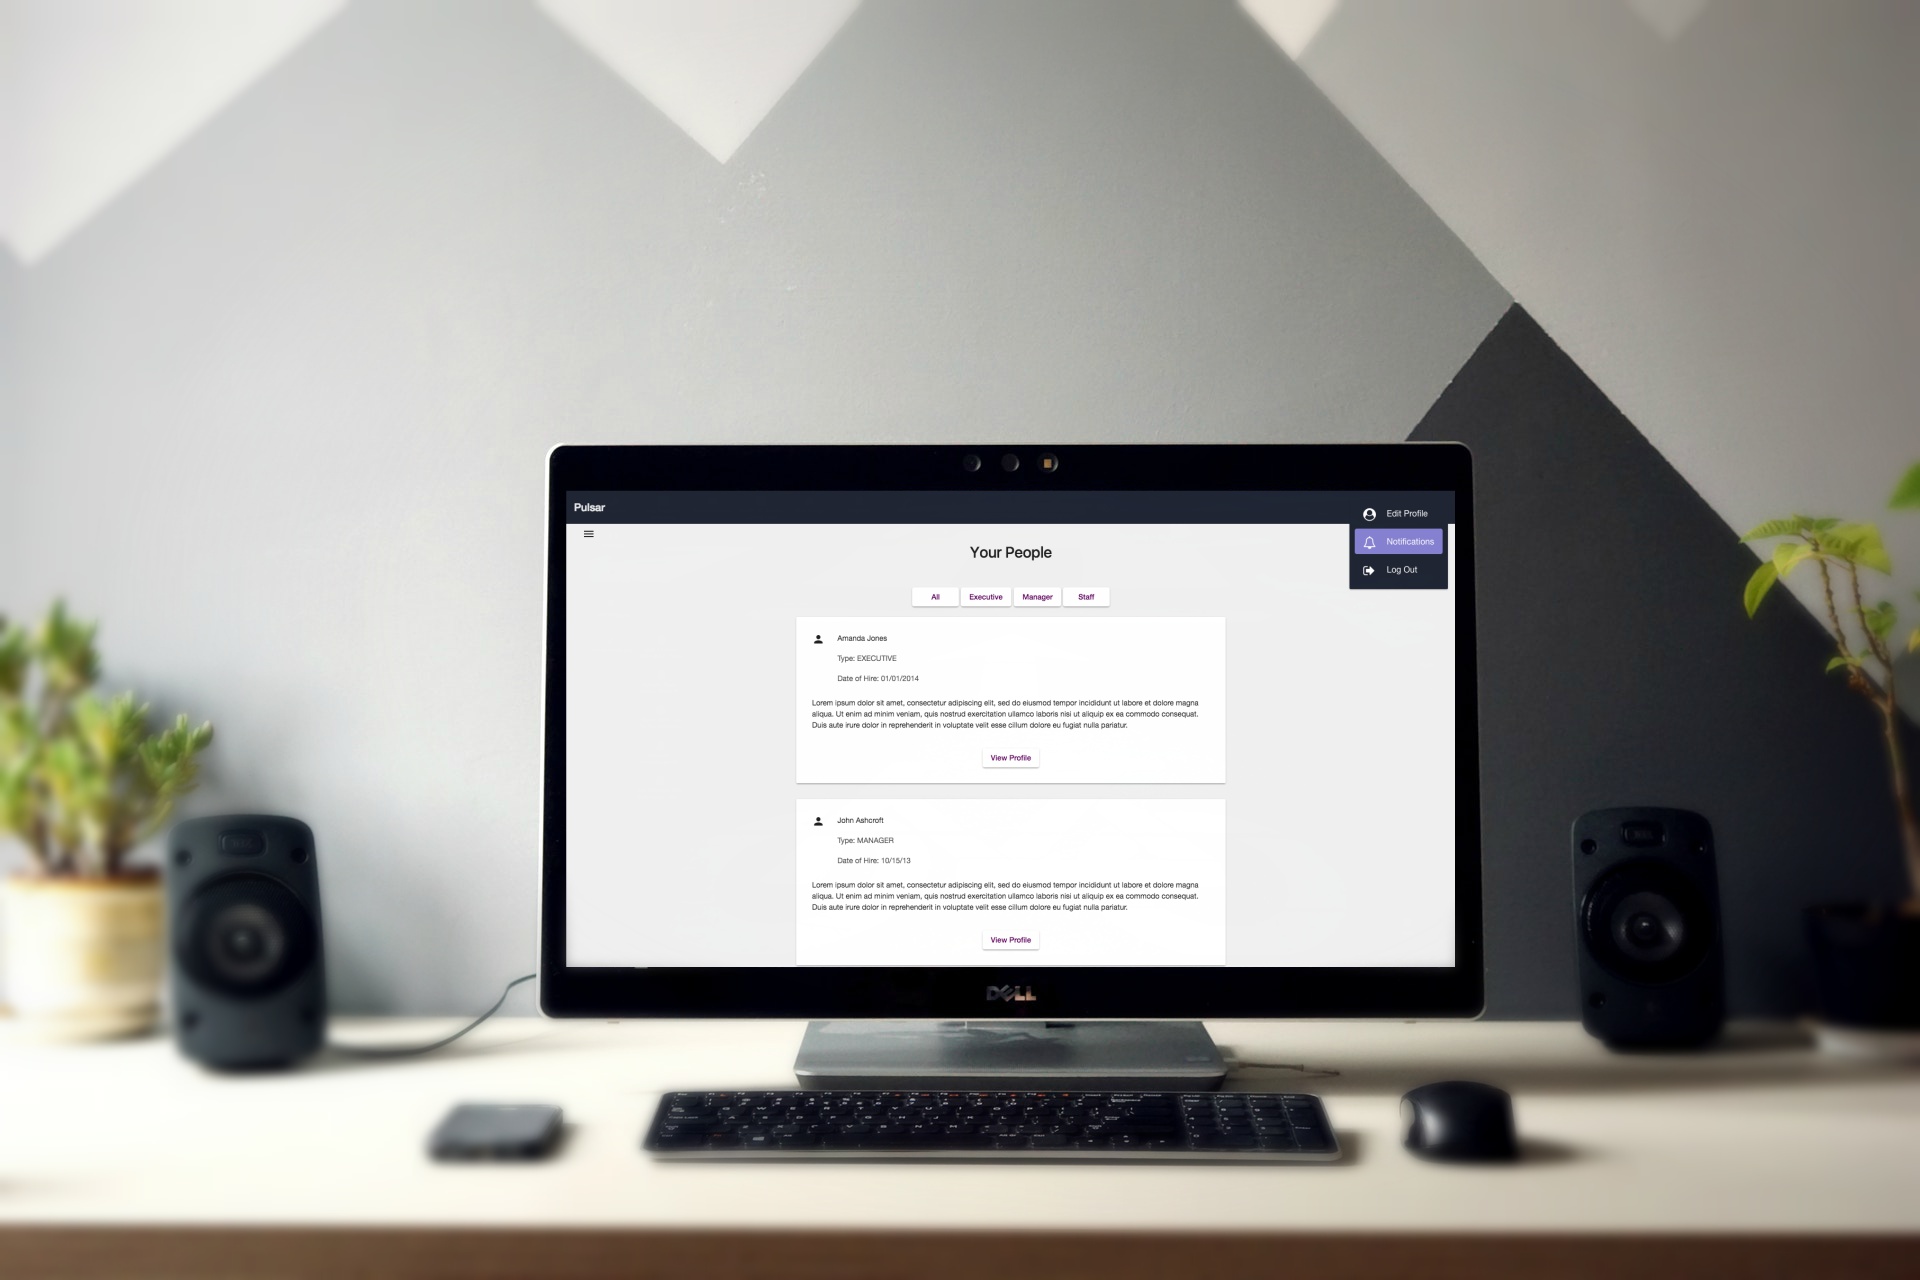 Pulsar
Edit Profile
Notifications
Log Out
Your People
All Executive Manager Staff
Amanda Jones
Type: EXECUTIVE
Date of Hire: 01/01/2014
Lorem ipsum dolor sit amet, consectetur adipiscing elit, sed do eiusmod tempor incididunt ut labore et dolore magna
aliqua. Ut enim ad minim veniam, quis nostrud exercitation ullamco laboris nisi ut aliquip ex ea commodo consequat.
Duis aute irure dolor in reprehenderit in voluptate velit esse cillum dolore eu fugiat nulla pariatur.
View Profile
John Ashcroft
Type: MANAGER
Date of Hire: 10/15/13
Lorem ipsum dolor sit amet, consectetur adipiscing elit, sed do eiusmod tempor incididunt ut labore et dolore magna
aliqua. Ut enim ad minim veniam, quis nostrud exercitation ullamco laboris nisi ut aliquip ex ea commodo consequat.
Duis aute irure dolor in reprehenderit in voluptate velit esse cillum dolore eu fugiat nulla pariatur.
View Profile
DELL